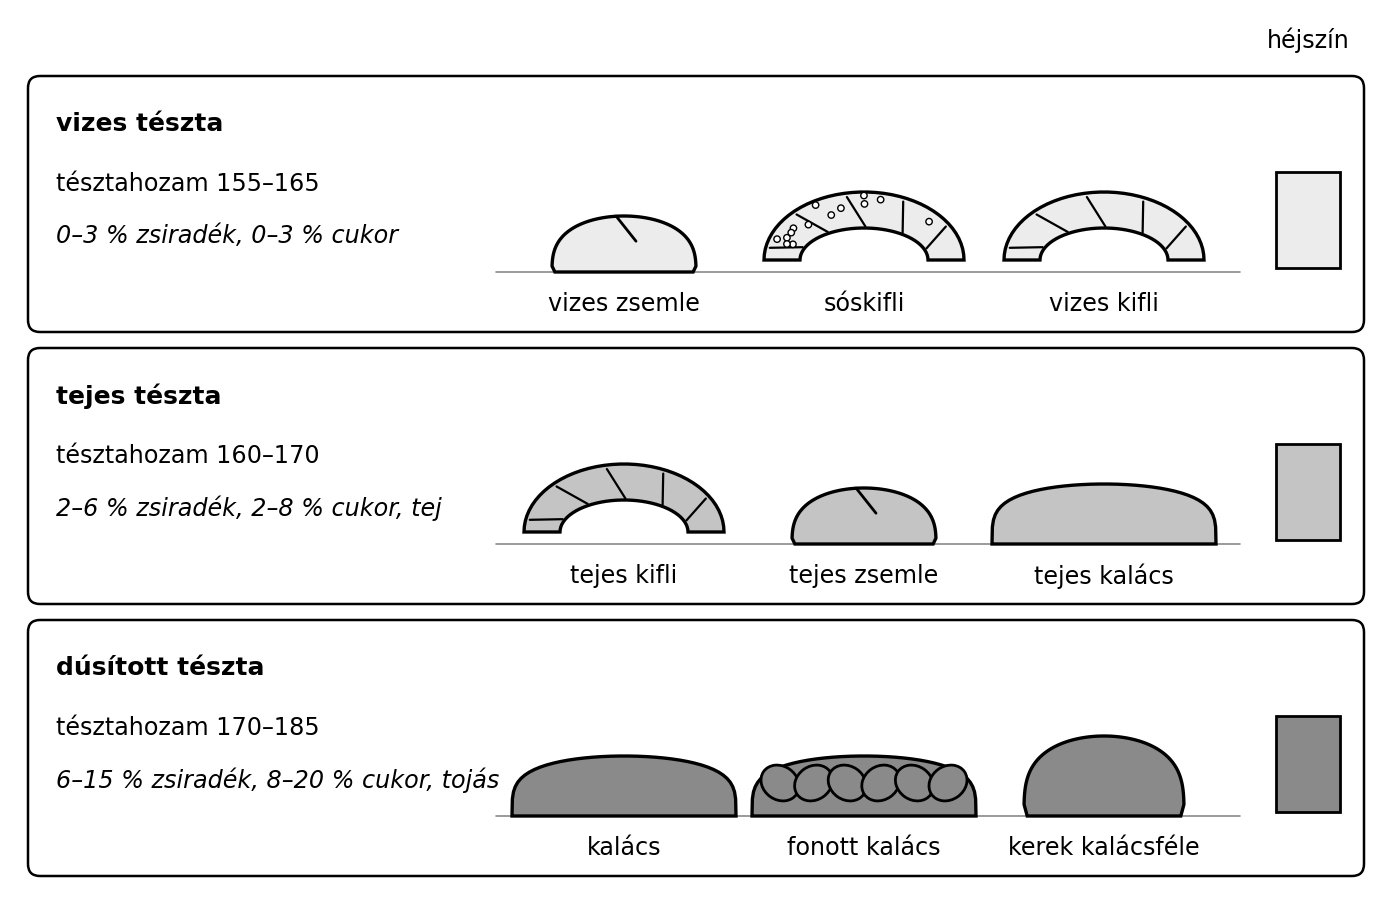 héjszín
vizes tészta
tésztahozam 155–165
0–3 % zsiradék, 0–3 % cukor
vizes zsemle
sóskifli
vizes kifli
tejes tészta
tésztahozam 160–170
2–6 % zsiradék, 2–8 % cukor, tej
tejes kifli
tejes zsemle
tejes kalács
dúsított tészta
tésztahozam 170–185
6–15 % zsiradék, 8–20 % cukor, tojás
kalács
fonott kalács
kerek kalácsféle